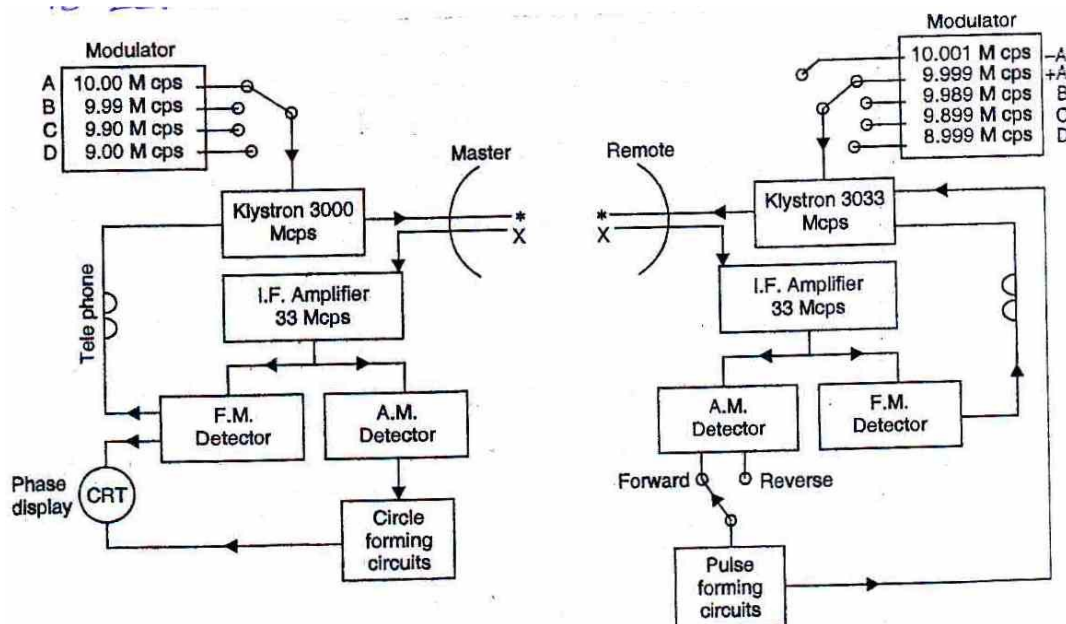 Modulator
A 10.00 M cps
B 9.99 M cps
C 9.90 M cps
D 9.00 M cps
Master
Klystron 3000
Mcps
I.F. Amplifier
33 Mcps
Tele phone
F.M.
Detector
A.M.
Detector
Phase
display
CRT
Circle
forming
circuits
Modulator
10.001 M cps –A
9.999 M cps +A
9.989 M cps B
9.899 M cps C
8.999 M cps D
Remote
Klystron 3033
Mcps
I.F. Amplifier
33 Mcps
A.M.
Detector
F.M.
Detector
Forward
Reverse
Pulse
forming
circuits